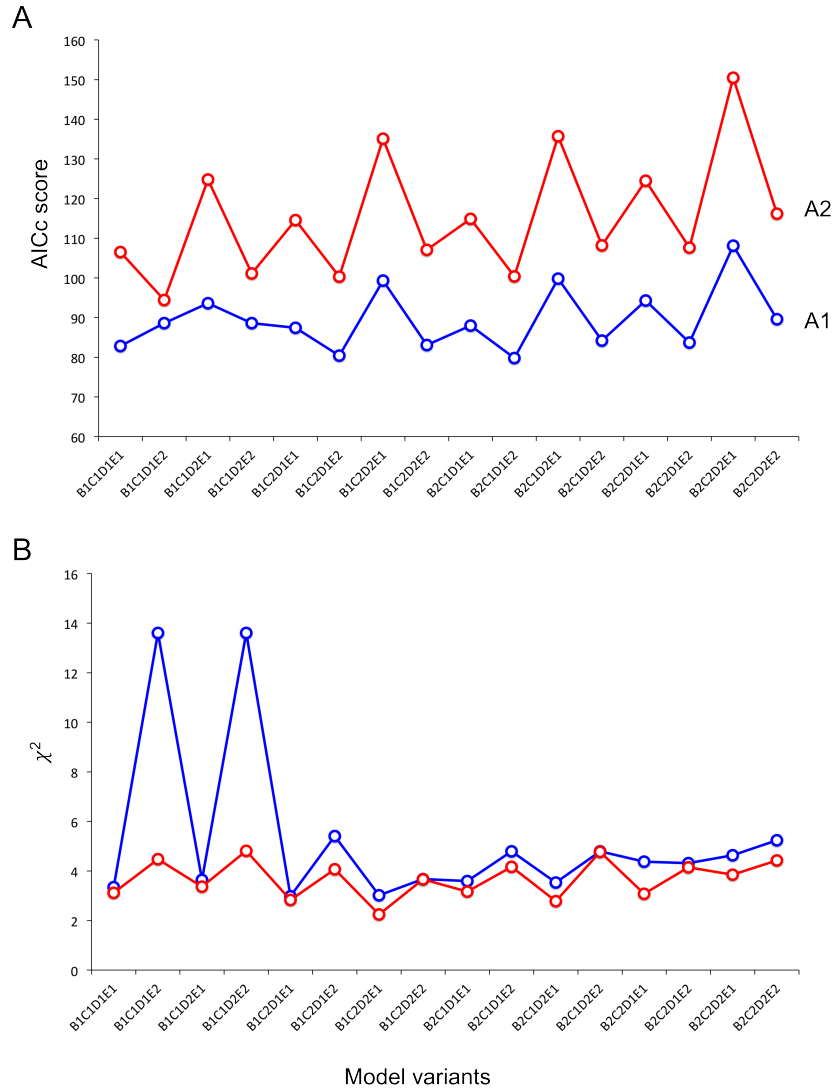 A
160
150
140
130
120
110
100
90
80
70
60
AICc score
A2
A1
B1C1D1E1
B1C1D1E2
B1C1D2E1
B1C1D2E2
B1C2D1E1
B1C2D1E2
B1C2D2E1
B1C2D2E2
B2C1D1E1
B2C1D1E2
B2C1D2E1
B2C1D2E2
B2C2D1E1
B2C2D1E2
B2C2D2E1
B2C2D2E2
B
16
14
12
10
8
6
4
2
0
χ²
B1C1D1E1
B1C1D1E2
B1C1D2E1
B1C1D2E2
B1C2D1E1
B1C2D1E2
B1C2D2E1
B1C2D2E2
B2C1D1E1
B2C1D1E2
B2C1D2E1
B2C1D2E2
B2C2D1E1
B2C2D1E2
B2C2D2E1
B2C2D2E2
Model variants